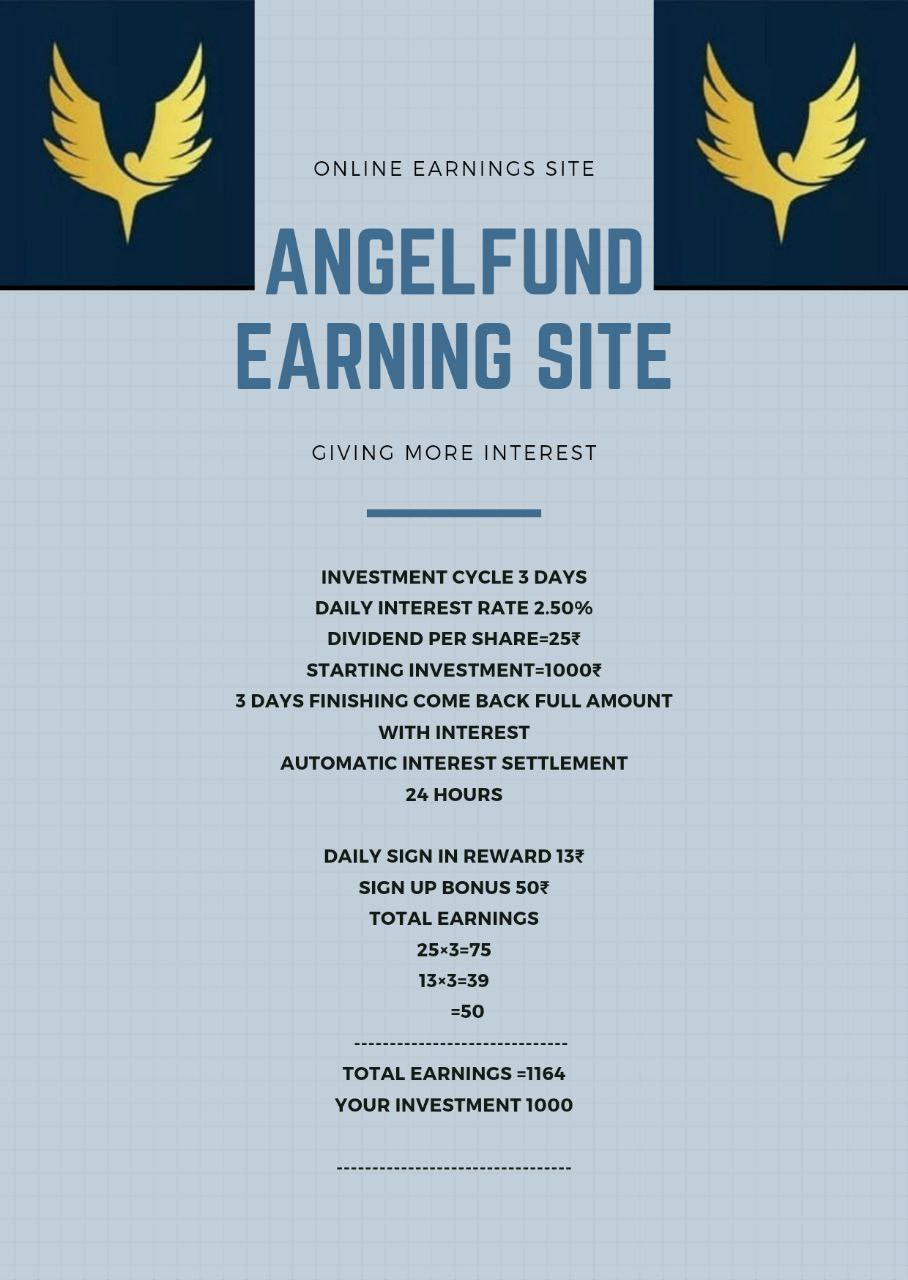 ONLINE EARNINGS SITE
ANGELFUND
EARNING SITE
GIVING MORE INTEREST
INVESTMENT CYCLE 3 DAYS
DAILY INTEREST RATE 2.50%
DIVIDEND PER SHARE=25₹
STARTING INVESTMENT=1000₹
3 DAYS FINISHING COME BACK FULL AMOUNT
WITH INTEREST
AUTOMATIC INTEREST SETTLEMENT
24 HOURS
DAILY SIGN IN REWARD 13₹
SIGN UP BONUS 50₹
TOTAL EARNINGS
25×3=75
13×3=39
=50
------------------------------
TOTAL EARNINGS =1164
YOUR INVESTMENT 1000
---------------------------------